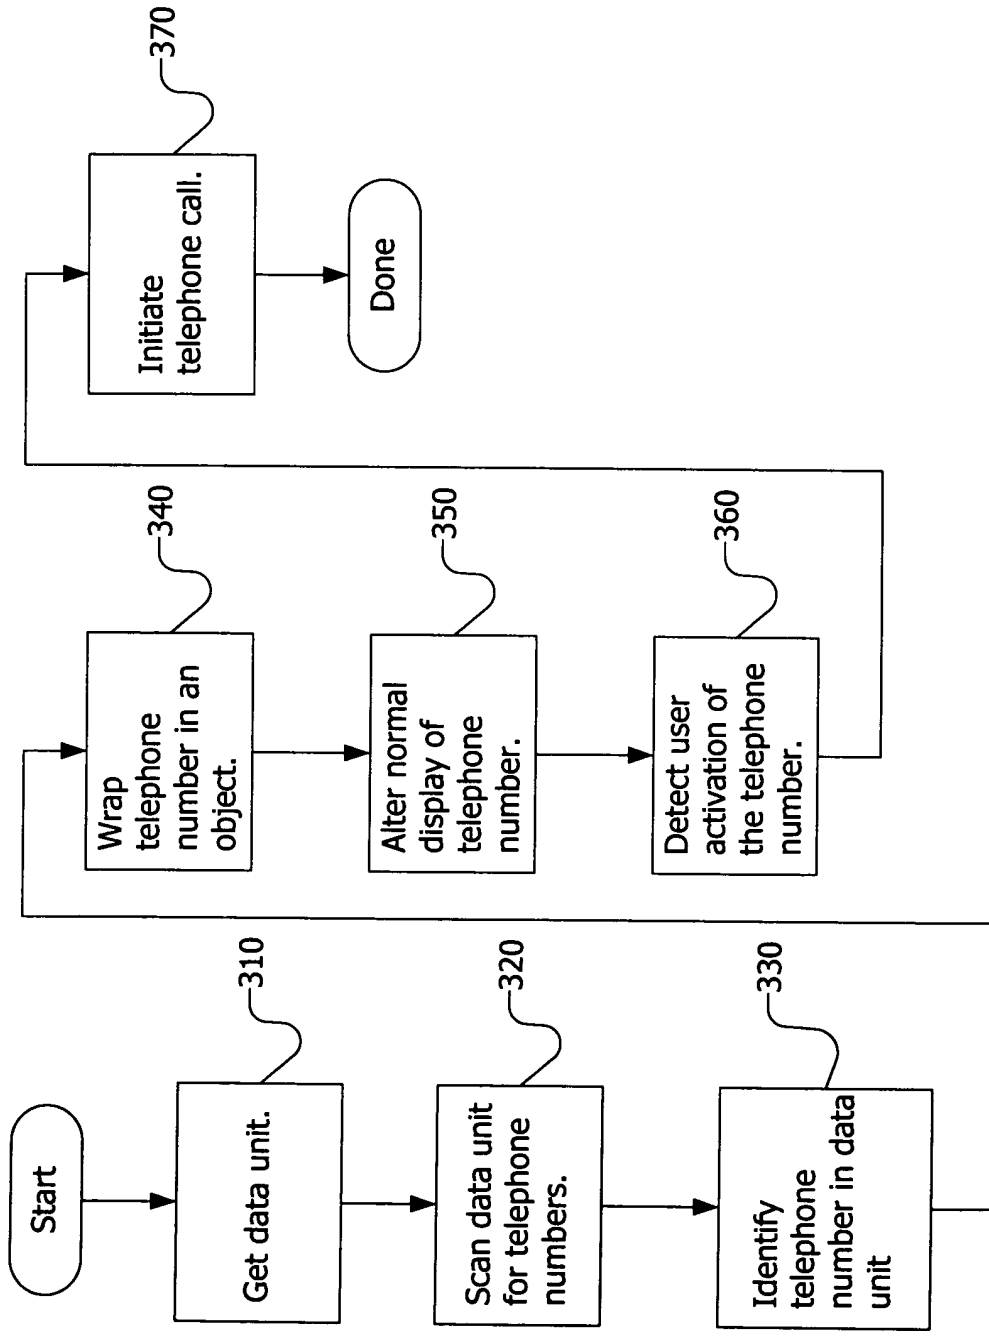 Start
Get data unit.
310
Scan data unit
for telephone
numbers.
320
Identify
telephone
number in data
unit
330
Wrap
telephone
number in an
object.
340
Alter normal
display of
telephone
number.
350
Detect user
activation of
the telephone
number.
360
Initiate
telephone call.
370
Done